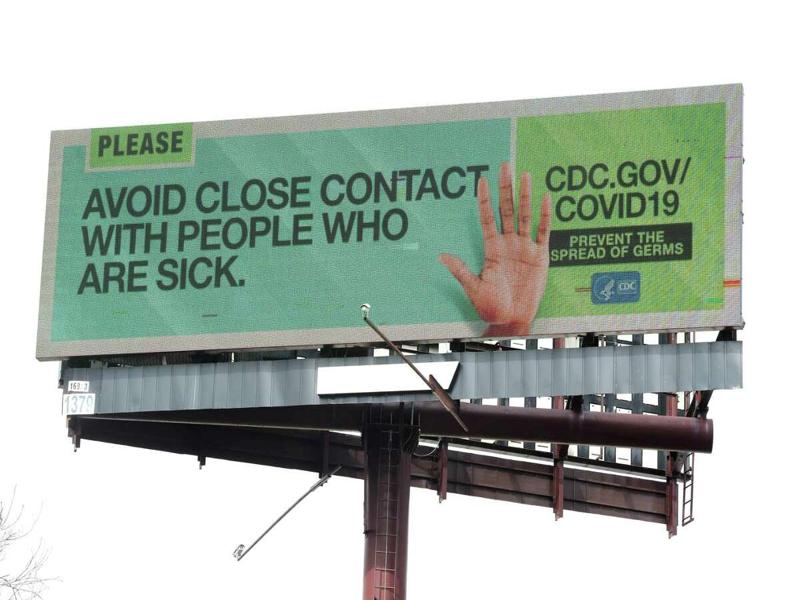 PLEASE
AVOID CLOSE CONTACT
WITH PEOPLE WHO
ARE SICK.
CDC.GOV/
COVID19
PREVENT THE
SPREAD OF GERMS
CDC
1379